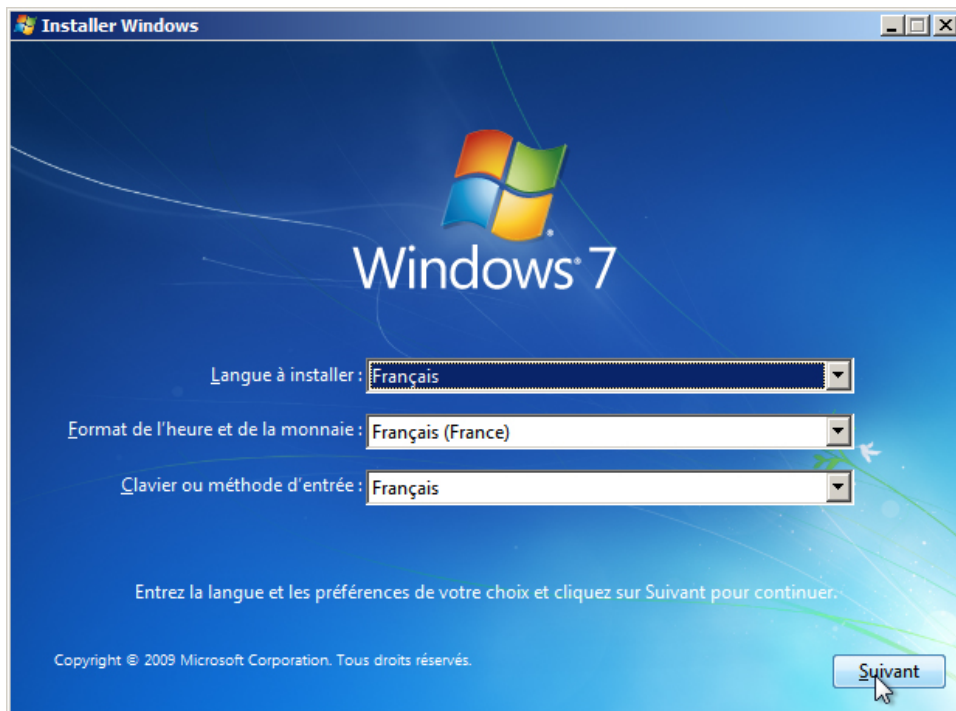 Installer Windows
Windows® 7
Langue à installer : Français
Format de l'heure et de la monnaie : Français (France)
Clavier ou méthode d'entrée : Français
Entrez la langue et les préférences de votre choix et cliquez sur Suivant pour continuer.
Copyright © 2009 Microsoft Corporation. Tous droits réservés.
Suivant